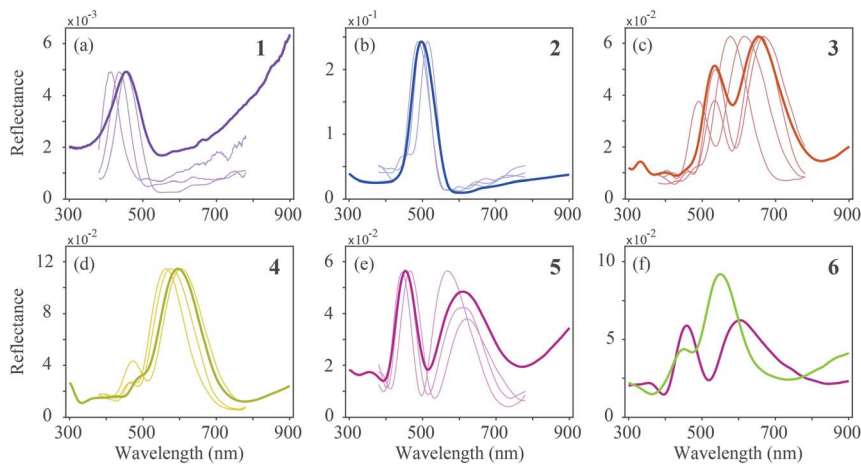 x10⁻³
(a) 1
6
4
2
0
300 500 700 900
Reflectance
x10⁻¹
(b) 2
2
1
0
300 500 700 900
x10⁻²
(c) 3
6
4
2
0
300 500 700 900
x10⁻²
(d) 4
12
8
4
0
300 500 700 900
Reflectance
Wavelength (nm)
x10⁻²
(e) 5
6
4
2
0
300 500 700 900
Wavelength (nm)
x10⁻²
(f) 6
10
5
0
300 500 700 900
Wavelength (nm)